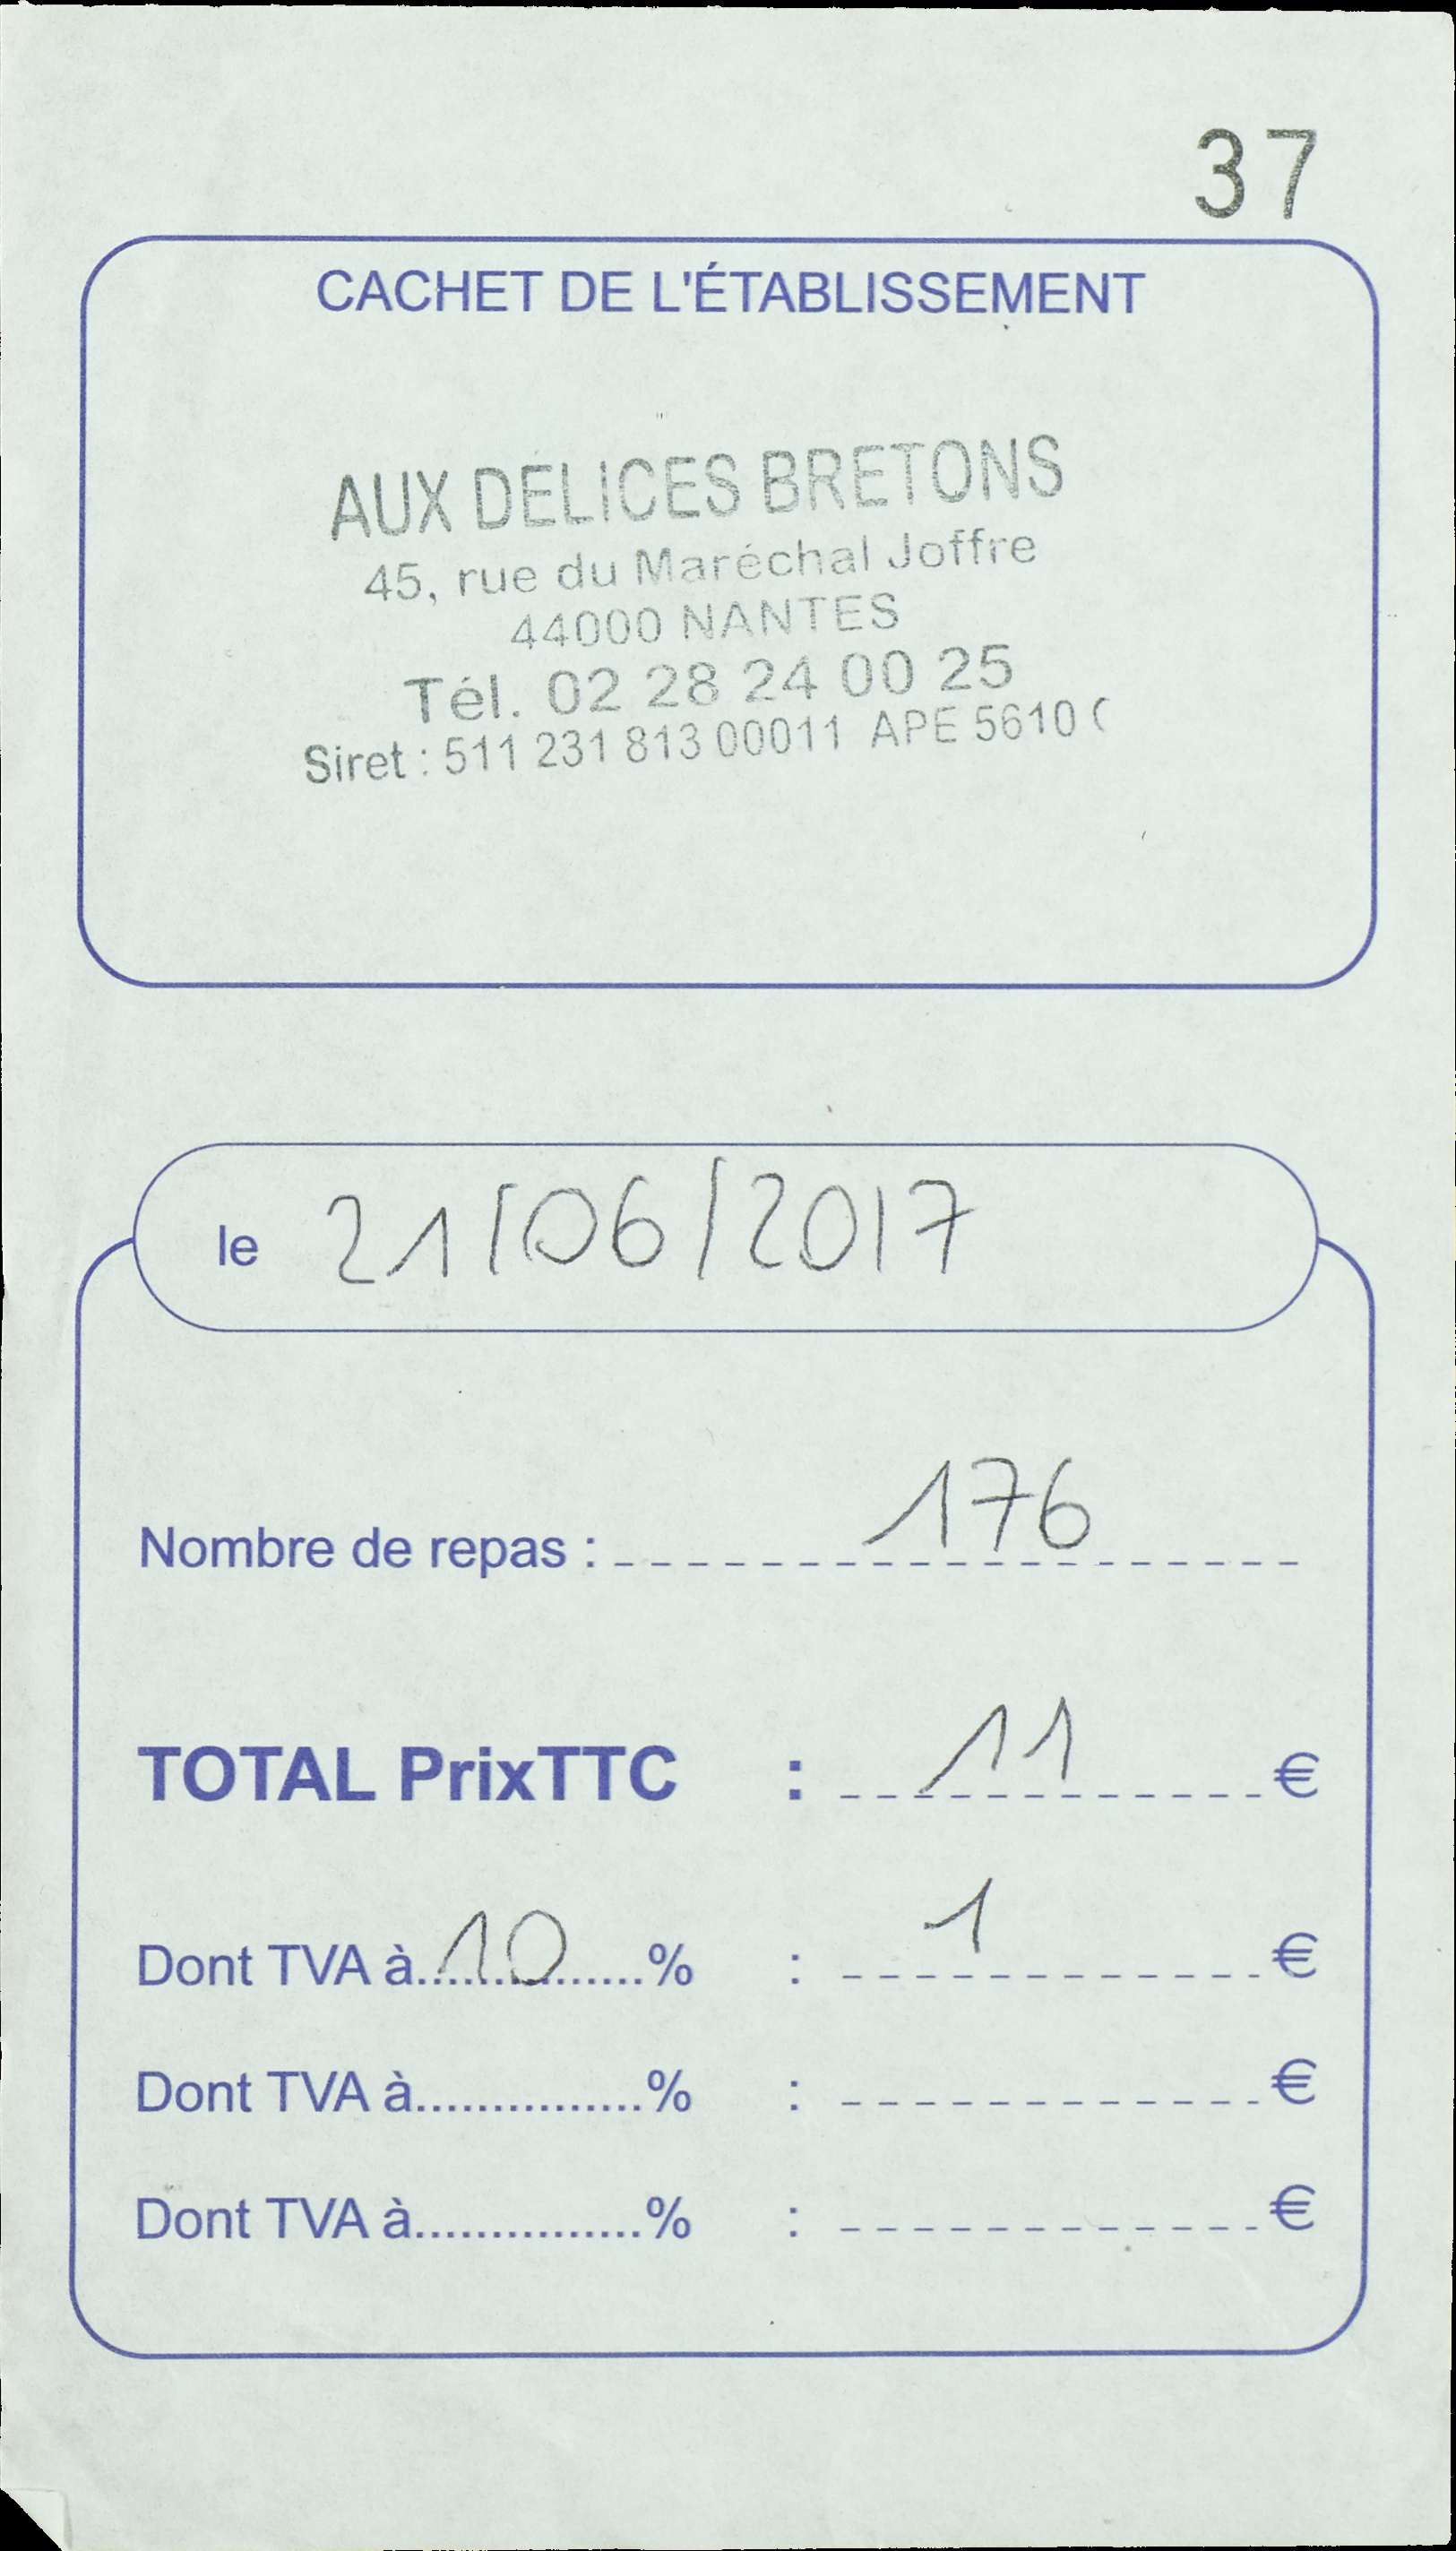 37
CACHET DE L'ÉTABLISSEMENT
AUX DÉLICES BRETONS
45, rue du Maréchal Joffre
44000 NANTES
Tél. 02 28 24 00 25
Siret : 511 231 813 00011 APE 5610
le 21/06/2017
Nombre de repas : 176
TOTAL PrixTTC : 11 €
Dont TVA à 10 % : 1 €
Dont TVA à...............% : €
Dont TVA à...............% : €